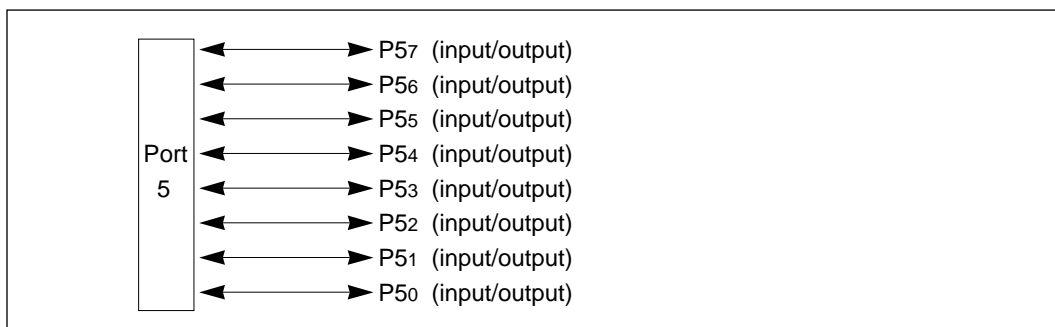 P57 (input/output)
P56 (input/output)
P55 (input/output)
Port
5
P54 (input/output)
P53 (input/output)
P52 (input/output)
P51 (input/output)
P50 (input/output)